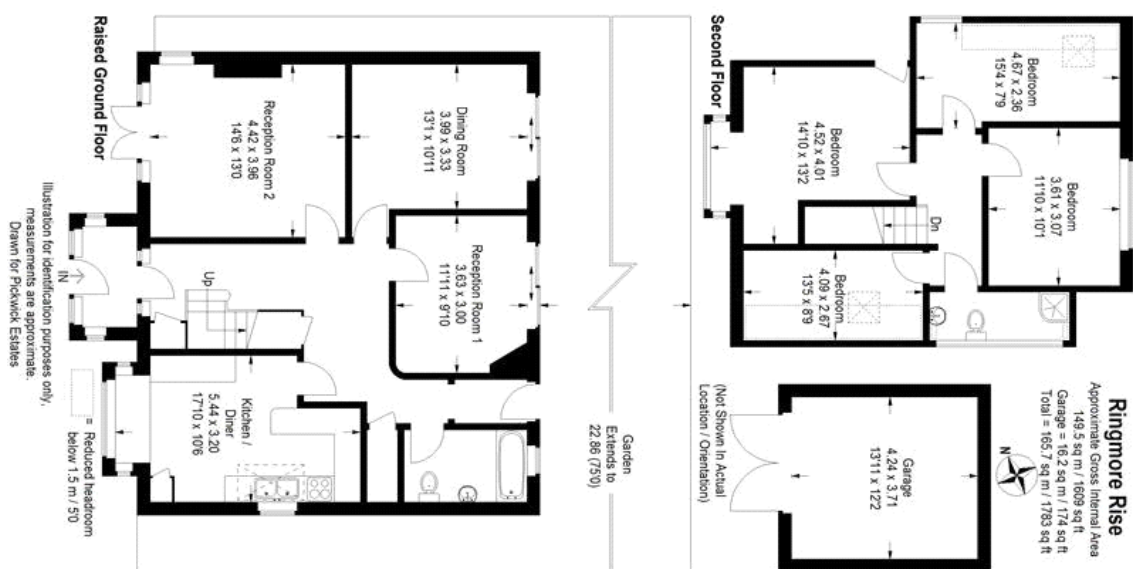 Ringmore Rise
Approximate Gross Internal Area
149.5 sq m / 1609 sq ft
Garage = 16.2 sq m / 174 sq ft
Total = 165.7 sq m / 1783 sq ft
N
Garage
4.24 x 3.71
13'11 x 12'2
(Not Shown In Actual
Location / Orientation)
Second Floor
Bedroom
4.67 x 2.36
15'4 x 7'9
Bedroom
3.61 x 3.07
11'10 x 10'1
Bedroom
4.52 x 4.01
14'10 x 13'2
Dn
Bedroom
4.09 x 2.67
13'5 x 8'9
Garden
Extends to
22.86 (75'0)
Dining Room
3.99 x 3.33
13'1 x 10'11
Reception Room 1
3.63 x 3.00
11'11 x 9'10
Reception Room 2
4.42 x 3.96
14'6 x 13'0
Up
Kitchen /
Diner
5.44 x 3.20
17'10 x 10'6
IN
Raised Ground Floor
= Reduced headroom
below 1.5 m / 5'0
Illustration for identification purposes only,
measurements are approximate.
Drawn for Pickwick Estates